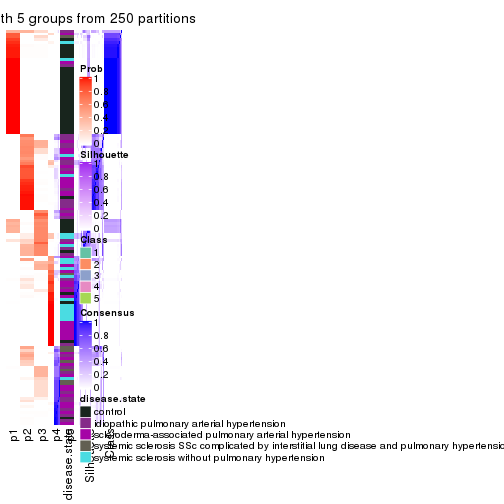 th 5 groups from 250 partitions
Prob
1
0.8
0.6
0.4
0.2
0
Silhouette
1
0.8
0.6
0.4
0.2
0
Class
1
2
3
4
5
Consensus
1
0.8
0.6
0.4
0.2
0
disease.state
control
idiopathic pulmonary arterial hypertension
scleroderma-associated pulmonary arterial hypertension
systemic sclerosis SSc complicated by interstitial lung disease and pulmonary hypertensio
systemic sclerosis without pulmonary hypertension
p1
p2
p3
p4
disease.state
Silh
Class